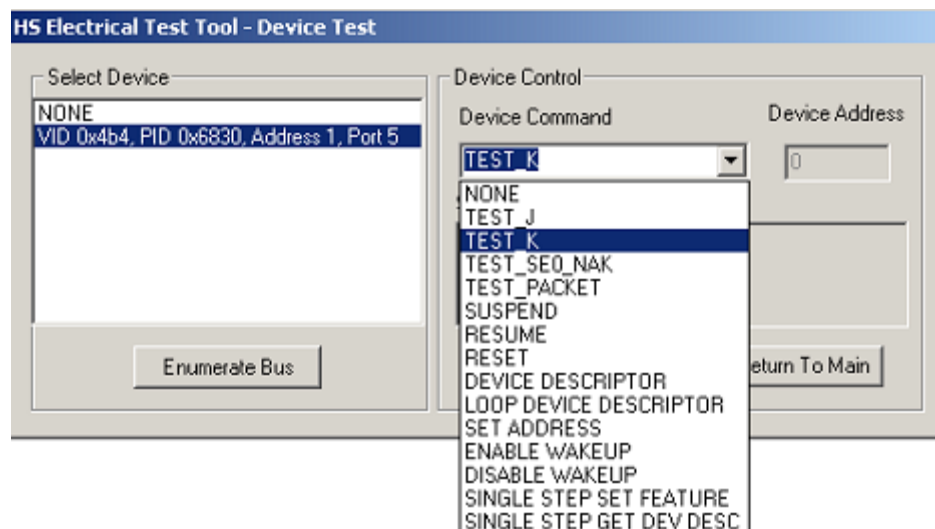 HS Electrical Test Tool - Device Test
Select Device
NONE
VID 0x4b4, PID 0x6830, Address 1, Port 5
Enumerate Bus
Device Control
Device Command
Device Address
TEST_K
0
NONE
TEST_J
TEST_K
TEST_SE0_NAK
TEST_PACKET
SUSPEND
RESUME
RESET
DEVICE DESCRIPTOR
LOOP DEVICE DESCRIPTOR
SET ADDRESS
ENABLE WAKEUP
DISABLE WAKEUP
SINGLE STEP SET FEATURE
SINGLE STEP GET DEV DESC
eturn To Main